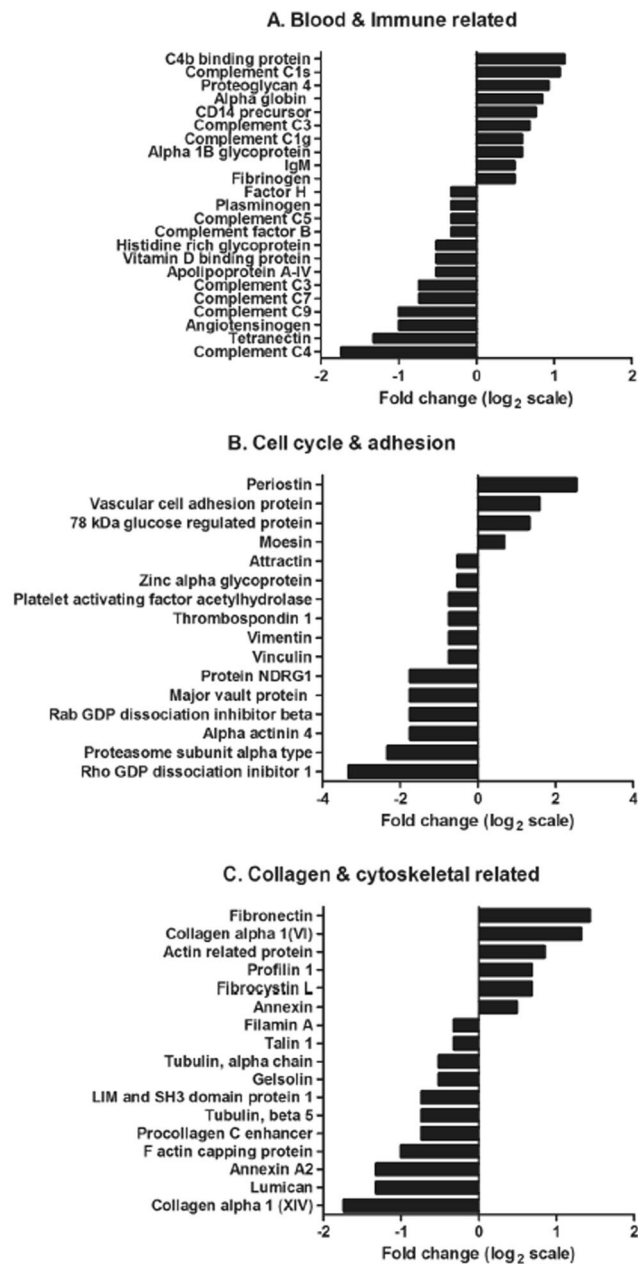 A. Blood & Immune related
C4b binding protein
Complement C1s
Proteoglycan 4
Alpha globin
CD14 precursor
Complement C3
Complement C1g
Alpha 1B glycoprotein
IgM
Fibrinogen
Factor H
Plasminogen
Complement C5
Complement factor B
Histidine rich glycoprotein
Vitamin D binding protein
Apolipoprotein A-IV
Complement C3
Complement C7
Complement C9
Angiotensinogen
Tetranectin
Complement C4
-2 -1 0 1 2
Fold change (log2 scale)
B. Cell cycle & adhesion
Periostin
Vascular cell adhesion protein
78 kDa glucose regulated protein
Moesin
Attractin
Zinc alpha glycoprotein
Platelet activating factor acetylhydrolase
Thrombospondin 1
Vimentin
Vinculin
Protein NDRG1
Major vault protein
Rab GDP dissociation inhibitor beta
Alpha actinin 4
Proteasome subunit alpha type
Rho GDP dissociation inibitor 1
-4 -2 0 2 4
Fold change (log2 scale)
C. Collagen & cytoskeletal related
Fibronectin
Collagen alpha 1(VI)
Actin related protein
Profilin 1
Fibrocystin L
Annexin
Filamin A
Talin 1
Tubulin, alpha chain
Gelsolin
LIM and SH3 domain protein 1
Tubulin, beta 5
Procollagen C enhancer
F actin capping protein
Annexin A2
Lumican
Collagen alpha 1 (XIV)
-2 -1 0 1 2
Fold change (log2 scale)